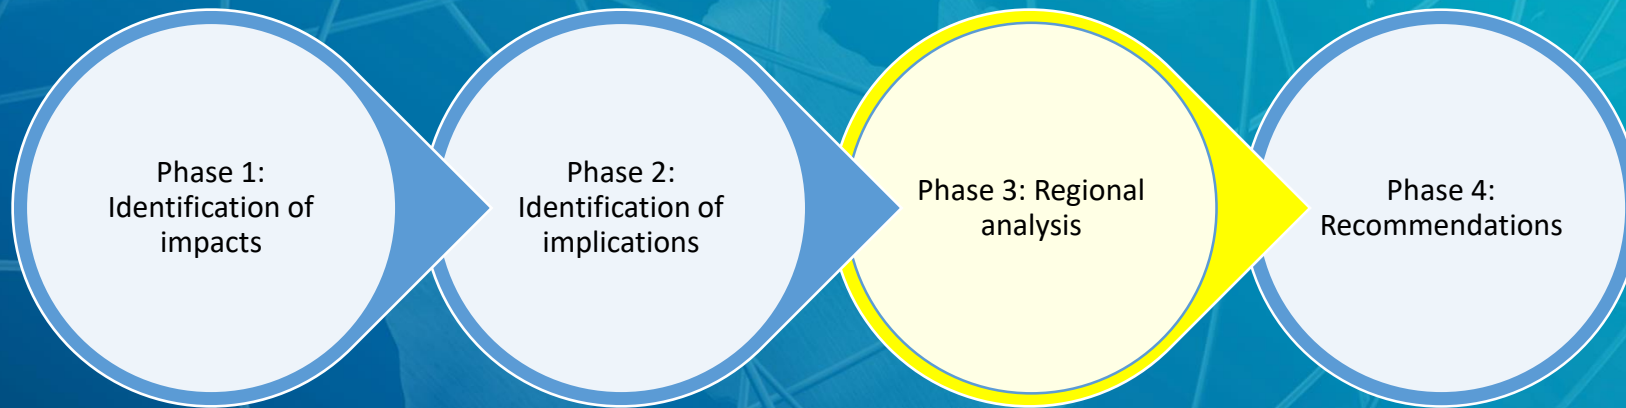 Phase 1:
Identification of
impacts
Phase 2:
Identification of
implications
Phase 3: Regional
analysis
Phase 4:
Recommendations